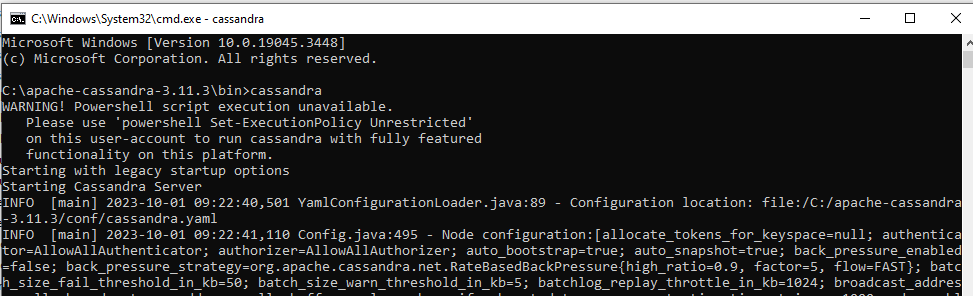 C:\Windows\System32\cmd.exe - cassandra
Microsoft Windows [Version 10.0.19045.3448]
(c) Microsoft Corporation. All rights reserved.
C:\apache-cassandra-3.11.3\bin>cassandra
WARNING! Powershell script execution unavailable.
   Please use 'powershell Set-ExecutionPolicy Unrestricted'
   on this user-account to run cassandra with fully featured
   functionality on this platform.
Starting with legacy startup options
Starting Cassandra Server
INFO  [main] 2023-10-01 09:22:40,501 YamlConfigurationLoader.java:89 - Configuration location: file:/C:/apache-cassandra
-3.11.3/conf/cassandra.yaml
INFO  [main] 2023-10-01 09:22:41,110 Config.java:495 - Node configuration:[allocate_tokens_for_keyspace=null; authentica
tor=AllowAllAuthenticator; authorizer=AllowAllAuthorizer; auto_bootstrap=true; auto_snapshot=true; back_pressure_enabled
=false; back_pressure_strategy=org.apache.cassandra.net.RateBasedBackPressure{high_ratio=0.9, factor=5, flow=FAST}; batc
h_size_fail_threshold_in_kb=50; batch_size_warn_threshold_in_kb=5; batchlog_replay_throttle_in_kb=1024; broadcast_addres